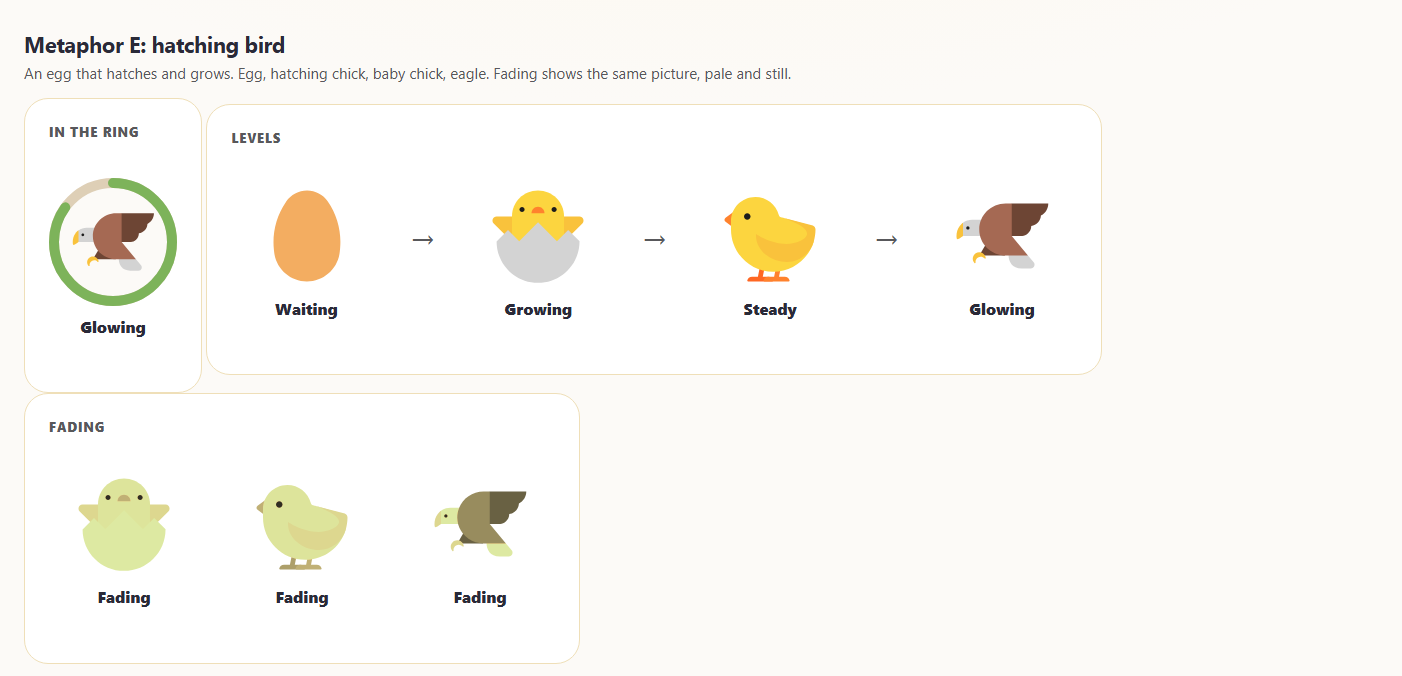 Metaphor E: hatching bird
An egg that hatches and grows. Egg, hatching chick, baby chick, eagle. Fading shows the same picture, pale and still.
IN THE RING
Glowing
LEVELS
Waiting
→
Growing
→
Steady
→
Glowing
FADING
Fading
Fading
Fading